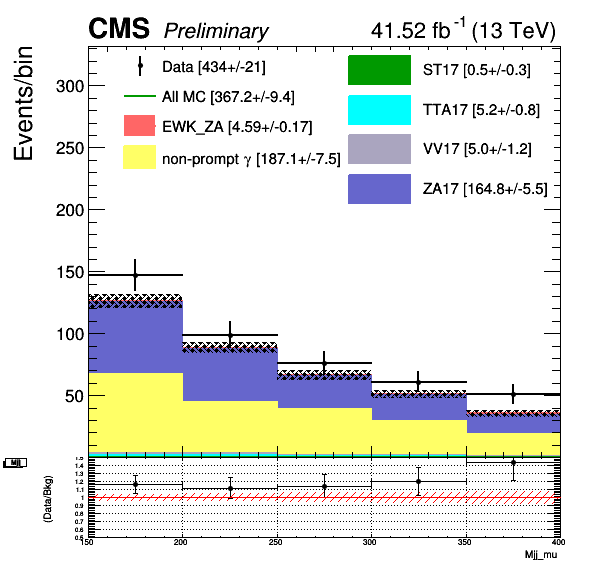 CMS Preliminary 41.52 fb⁻¹ (13 TeV)
Events/bin
300
250
200
150
100
50
Data [434+/-21]
All MC [367.2+/-9.4]
EWK_ZA [4.59+/-0.17]
non-prompt γ [187.1+/-7.5]
ST17 [0.5+/-0.3]
TTA17 [5.2+/-0.8]
VV17 [5.0+/-1.2]
ZA17 [164.8+/-5.5]
Mjj
(Data/Bkg)
1.5
1.4
1.3
1.2
1.1
1
0.9
0.8
0.7
0.6
0.5
150 200 250 300 350 400
Mjj_mu